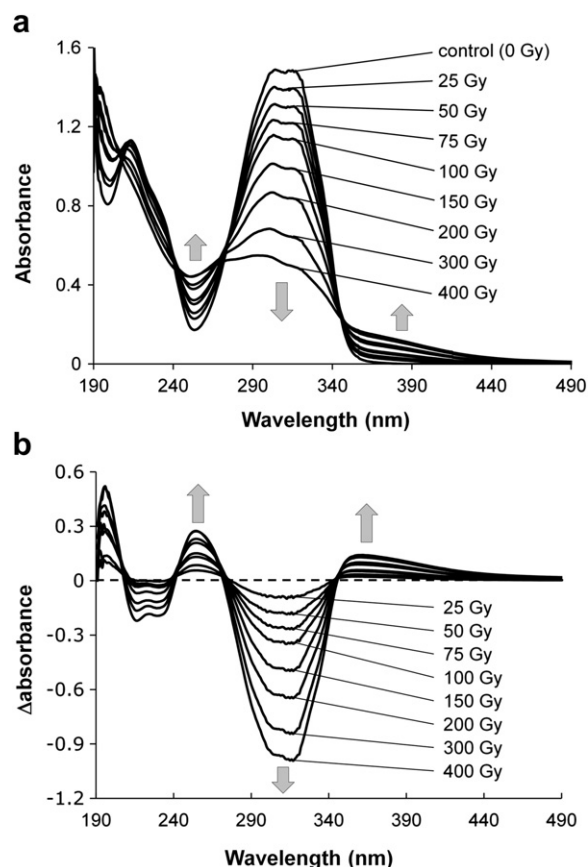 a
1.6
control (0 Gy)
25 Gy
50 Gy
1.2
75 Gy
100 Gy
0.8
150 Gy
200 Gy
0.4
300 Gy
400 Gy
0
190 240 290 340 390 440 490
Absorbance
Wavelength (nm)
b
0.6
0.3
0
25 Gy
-0.3
50 Gy
75 Gy
100 Gy
-0.6
150 Gy
200 Gy
-0.9
300 Gy
400 Gy
-1.2
190 240 290 340 390 440 490
Δabsorbance
Wavelength (nm)